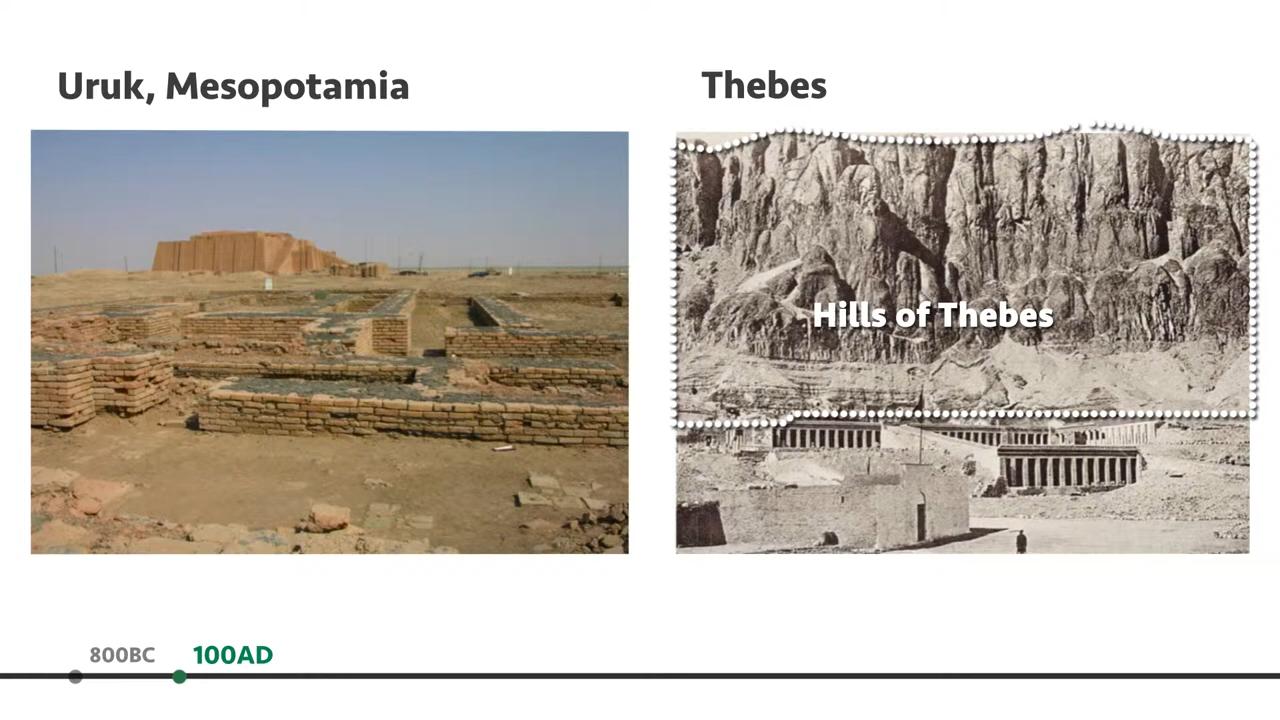 Uruk, Mesopotamia
Thebes
Hills of Thebes
800BC
100AD